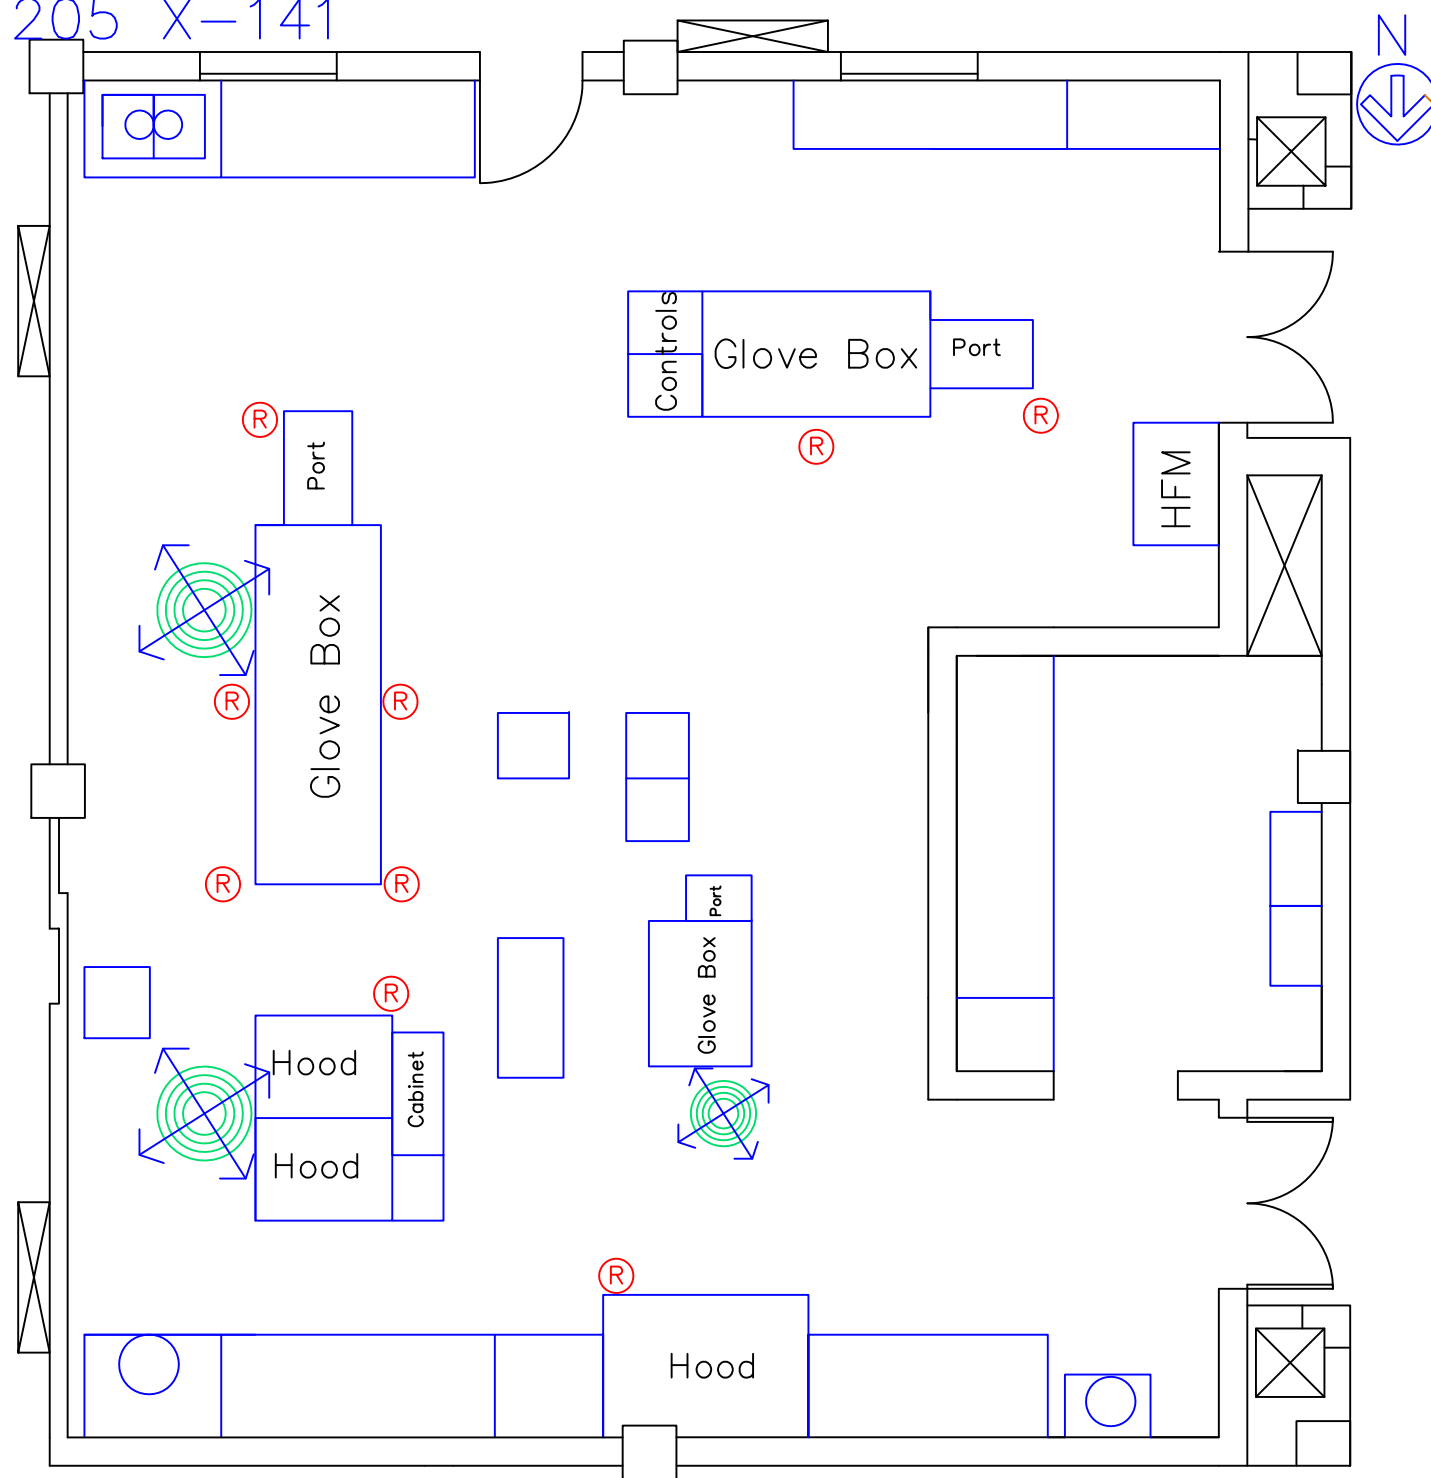 205 X-141
N
Controls
Glove Box
Port
R
R
R
Port
HFM
Glove Box
R
R
R
R
Port
Glove Box
R
Hood
Cabinet
Hood
R
Hood